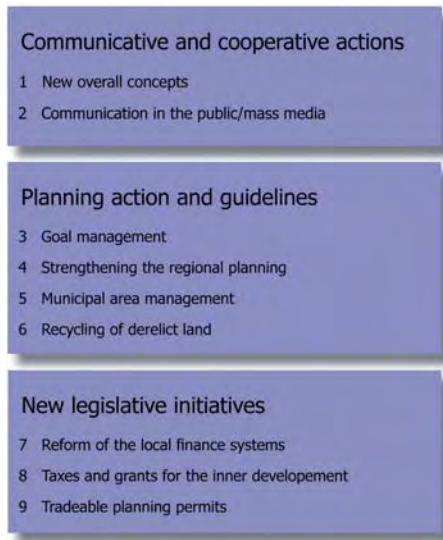 Communicative and cooperative actions
1 New overall concepts
2 Communication in the public/mass media
Planning action and guidelines
3 Goal management
4 Strengthening the regional planning
5 Municipal area management
6 Recycling of derelict land
New legislative initiatives
7 Reform of the local finance systems
8 Taxes and grants for the inner developement
9 Tradeable planning permits